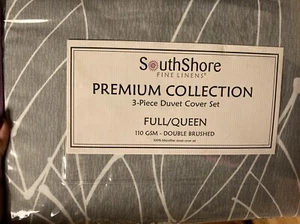 SOUTHSHORE
FINE LINENS®
PREMIUM COLLECTION
3-Piece Duvet Cover Set
FULL/QUEEN
110 GSM - DOUBLE BRUSHED